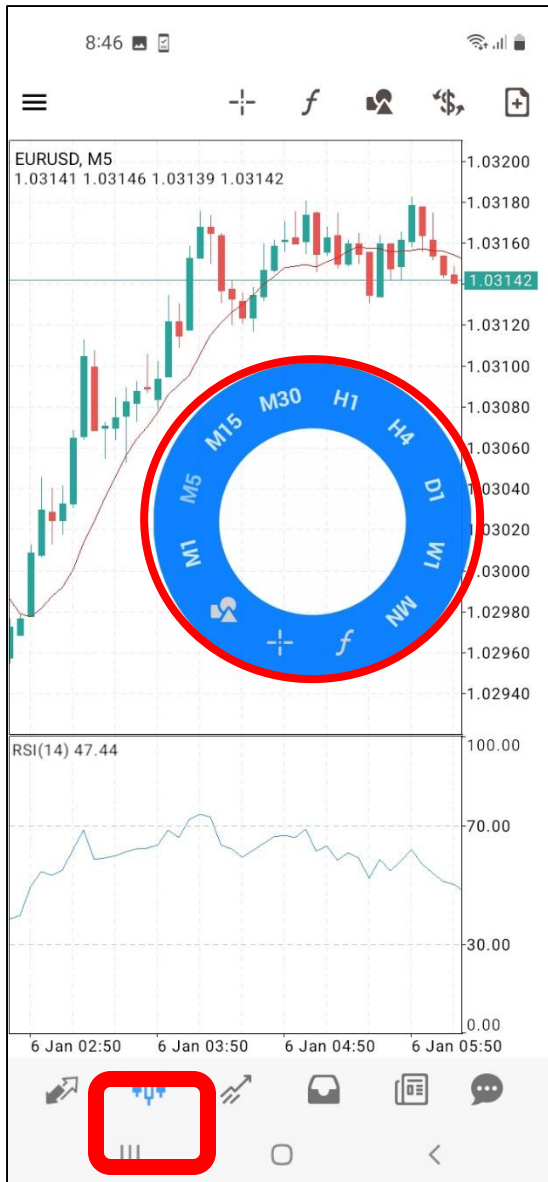 8:46
f
$
EURUSD, M5
1.03141 1.03146 1.03139 1.03142
1.03200
1.03180
1.03160
1.03142
1.03120
1.03100
1.03080
1.03060
1.03040
1.03020
1.03000
1.02980
1.02960
1.02940
M1
M5
M15
M30
H1
H4
D1
W1
MN
f
RSI(14) 47.44
100.00
70.00
30.00
0.00
6 Jan 02:50 6 Jan 03:50 6 Jan 04:50 6 Jan 05:50